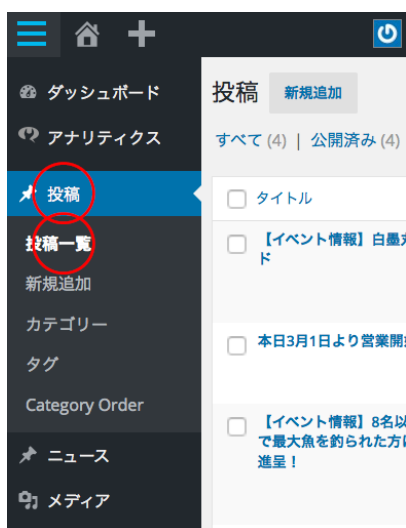 ダッシュボード
アナリティクス
投稿
投稿一覧
新規追加
カテゴリー
タグ
Category Order
ニュース
メディア
投稿 新規追加
すべて (4) | 公開済み (4)
タイトル
【イベント情報】白墨
ド
本日3月1日より営業開
【イベント情報】8名以
で最大魚を釣られた方
進呈！